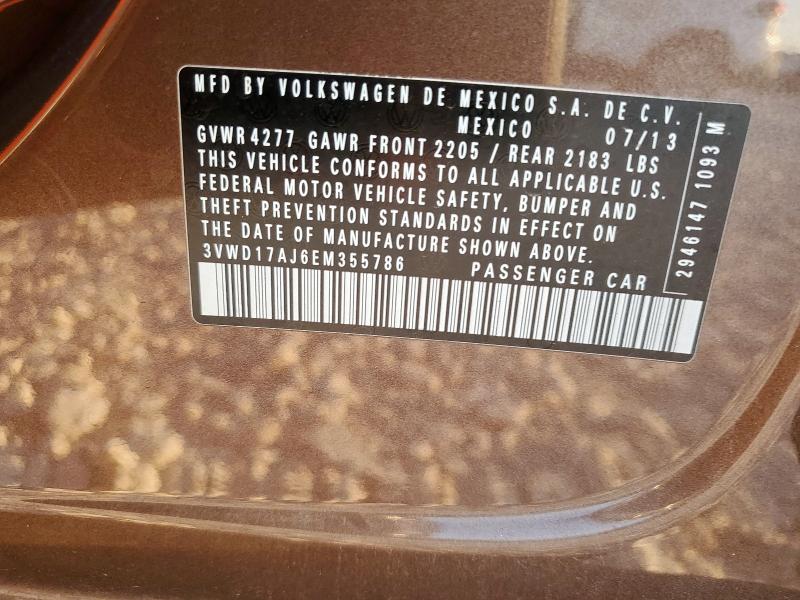 MFD BY VOLKSWAGEN DE MEXICO S.A. DE C.V.
MEXICO 07/13
GVWR 4277 GAWR FRONT 2205 / REAR 2183 LBS
THIS VEHICLE CONFORMS TO ALL APPLICABLE U.S.
FEDERAL MOTOR VEHICLE SAFETY, BUMPER AND
THEFT PREVENTION STANDARDS IN EFFECT ON
THE DATE OF MANUFACTURE SHOWN ABOVE.
3VWD17AJ6EM355786 PASSENGER CAR
2946147 1093 M